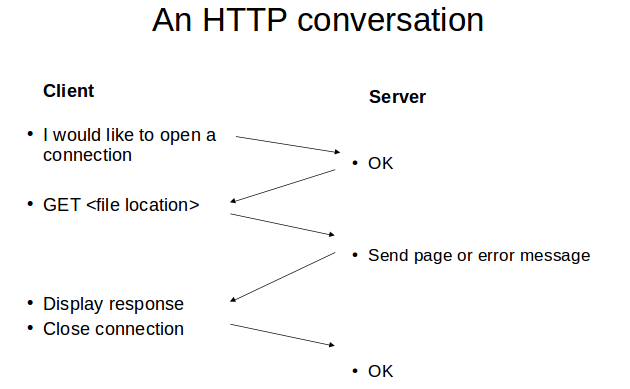 An HTTP conversation
Client
Server
• I would like to open a
connection
• OK
• GET <file location>
• Send page or error message
• Display response
• Close connection
• OK